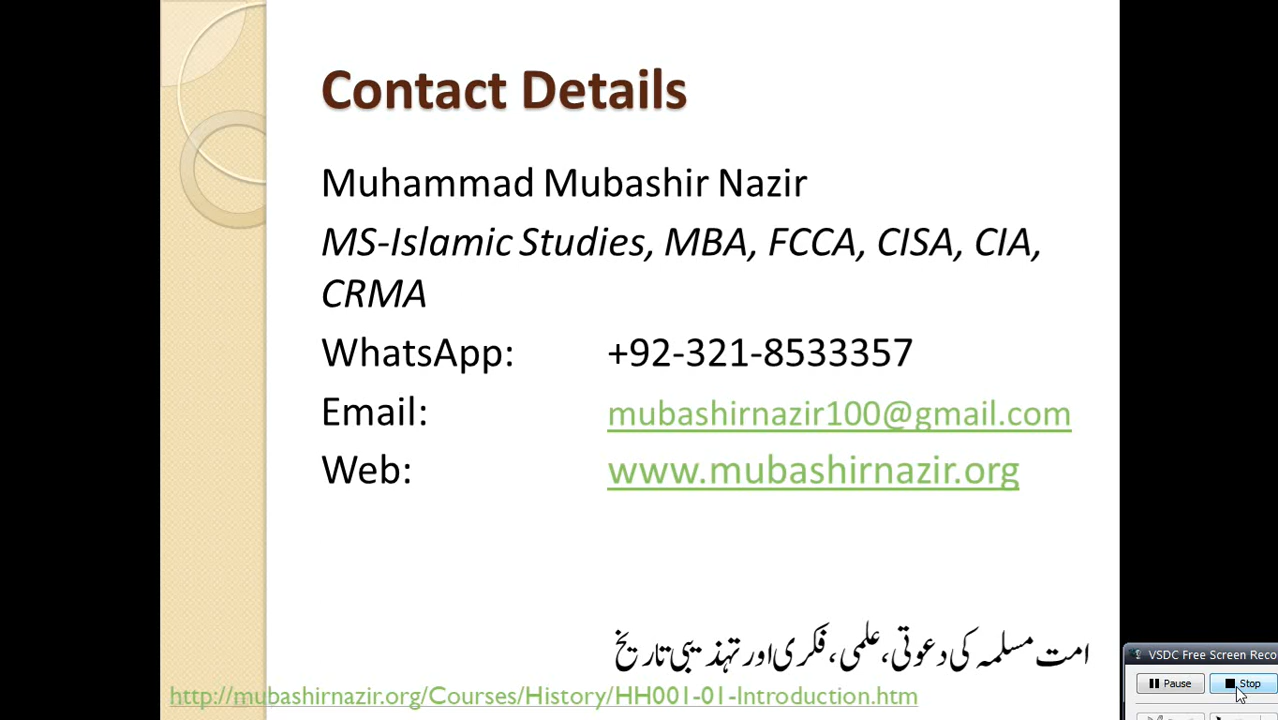 Contact Details
Muhammad Mubashir Nazir
MS-Islamic Studies, MBA, FCCA, CISA, CIA,
CRMA
WhatsApp: +92-321-8533357
Email: mubashirnazir100@gmail.com
Web: www.mubashirnazir.org
امت مسلمہ کی دعوتی، علمی، فکری اور تہذیبی تاریخ
http://mubashirnazir.org/Courses/History/HH001-01-Introduction.htm
VSDC Free Screen Reco
Pause Stop